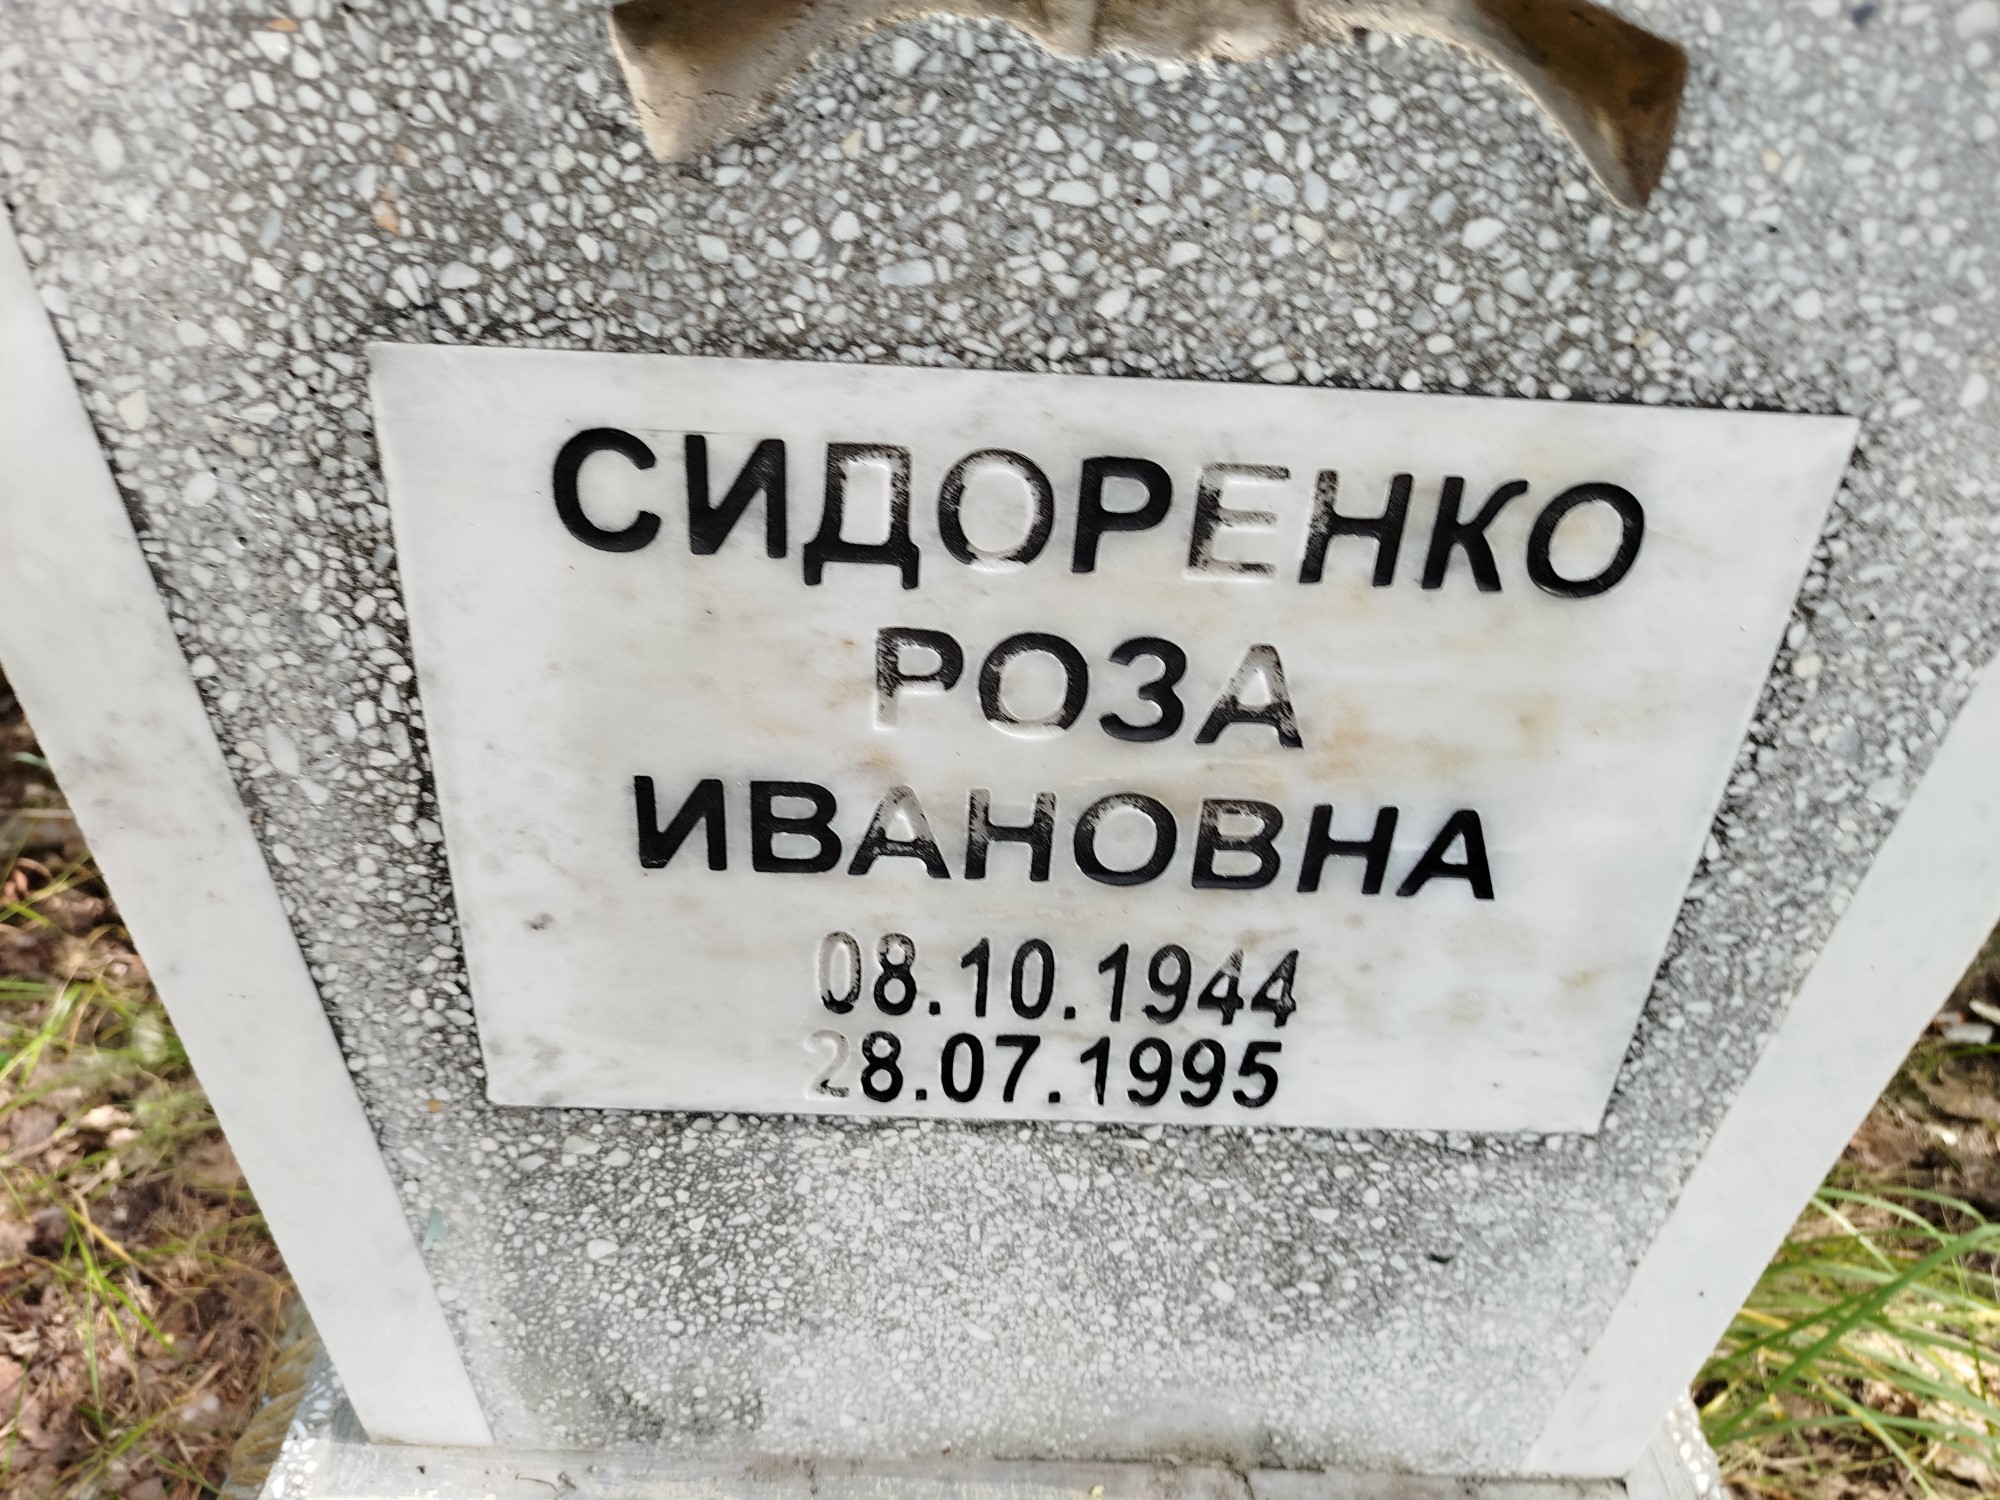 СИДОРЕНКО
РОЗА
ИВАНОВНА
08.10.1944
28.07.1995